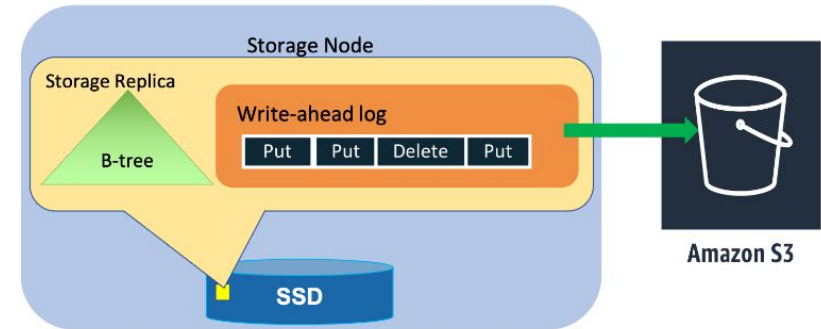 Storage Node
Storage Replica
B-tree
Write-ahead log
Put Put Delete Put
Amazon S3
SSD